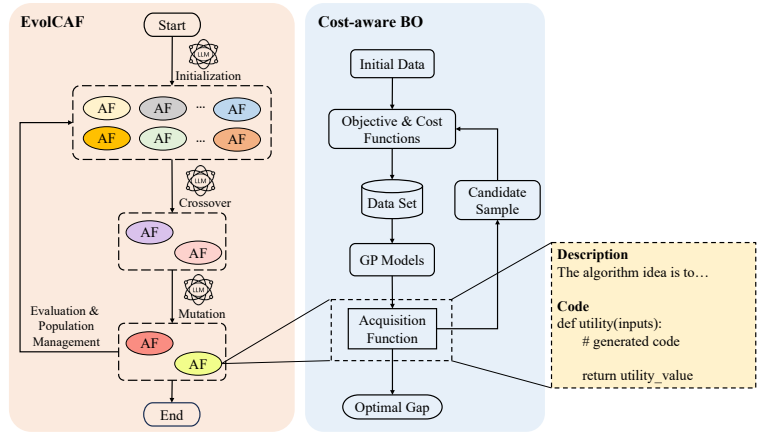 EvolCAF
Start
LLM
Initialization
AF
AF
...
AF
AF
AF
...
AF
LLM
Crossover
AF
AF
LLM
Mutation
Evaluation &
Population
Management
AF
AF
End
Cost-aware BO
Initial Data
Objective & Cost
Functions
Data Set
Candidate
Sample
GP Models
Acquisition
Function
Optimal Gap
Description
The algorithm idea is to…
Code
def utility(inputs):
# generated code
return utility_value